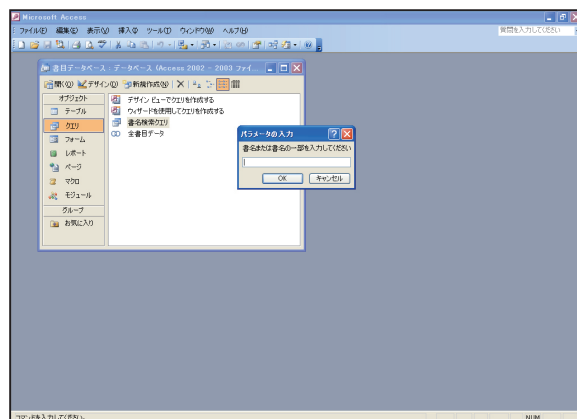 Microsoft Access
ファイル(F) 編集(E) 表示(V) 挿入(I) ツール(T) ウィンドウ(W) ヘルプ(H)
質問を入力してください
書目データベース : データベース (Access 2002 - 2003 ファイ...
開く(O) デザイン(D) 新規作成(N)
オブジェクト
テーブル
クエリ
フォーム
レポート
ページ
マクロ
モジュール
グループ
お気に入り
デザイン ビューでクエリを作成する
ウィザードを使用してクエリを作成する
書名検索クエリ
全書目データ
パラメータの入力
書名または書名の一部を入力してください
OK キャンセル
コマンドを入力してください。
NUM